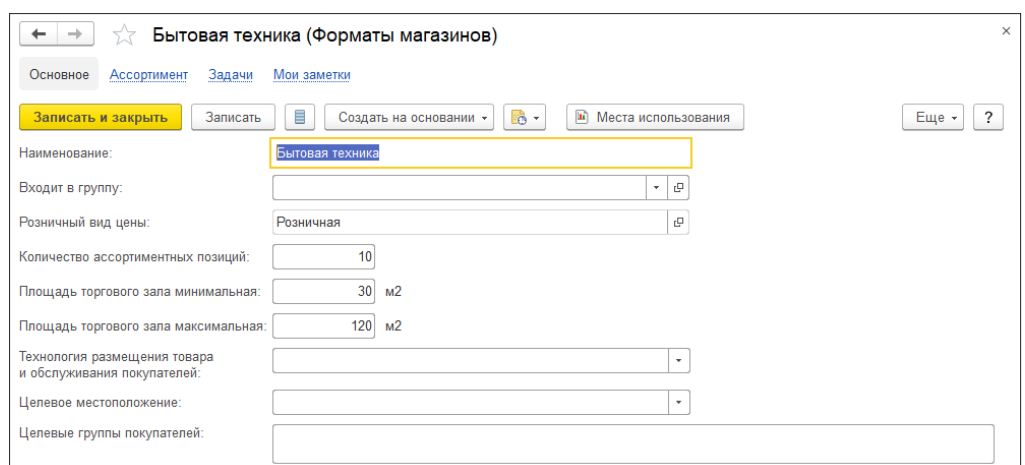 Бытовая техника (Форматы магазинов)
Основное Ассортимент Задачи Мои заметки
Записать и закрыть Записать Создать на основании Места использования Еще ?
Наименование: Бытовая техника
Входит в группу:
Розничный вид цены: Розничная
Количество ассортиментных позиций: 10
Площадь торгового зала минимальная: 30 м2
Площадь торгового зала максимальная: 120 м2
Технология размещения товара
и обслуживания покупателей:
Целевое местоположение:
Целевые группы покупателей: